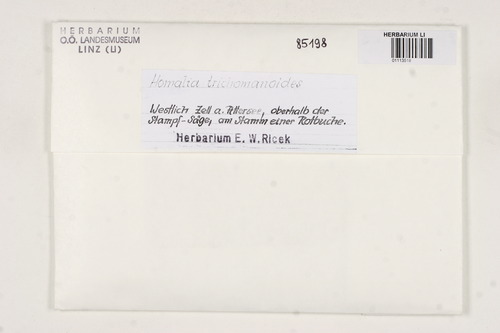 HERBARIUM
O.Ö. LANDESMUSEUM
LINZ (LI)
85198
HERBARIUM LI
Homalia trichomanoides
Westlich Zell a. Attersee, oberhalb der
Stampf-Säge, am Stamm einer Rotbuche.
Herbarium E. W. Ricek